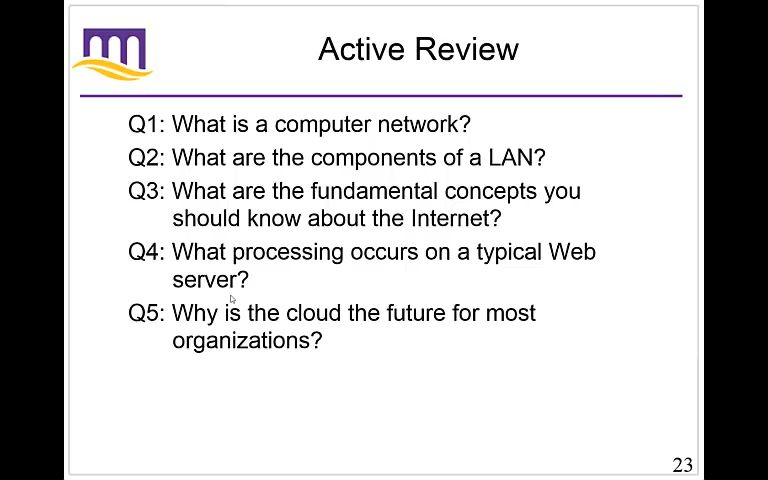 Active Review
Q1: What is a computer network?
Q2: What are the components of a LAN?
Q3: What are the fundamental concepts you
should know about the Internet?
Q4: What processing occurs on a typical Web
server?
Q5: Why is the cloud the future for most
organizations?
23